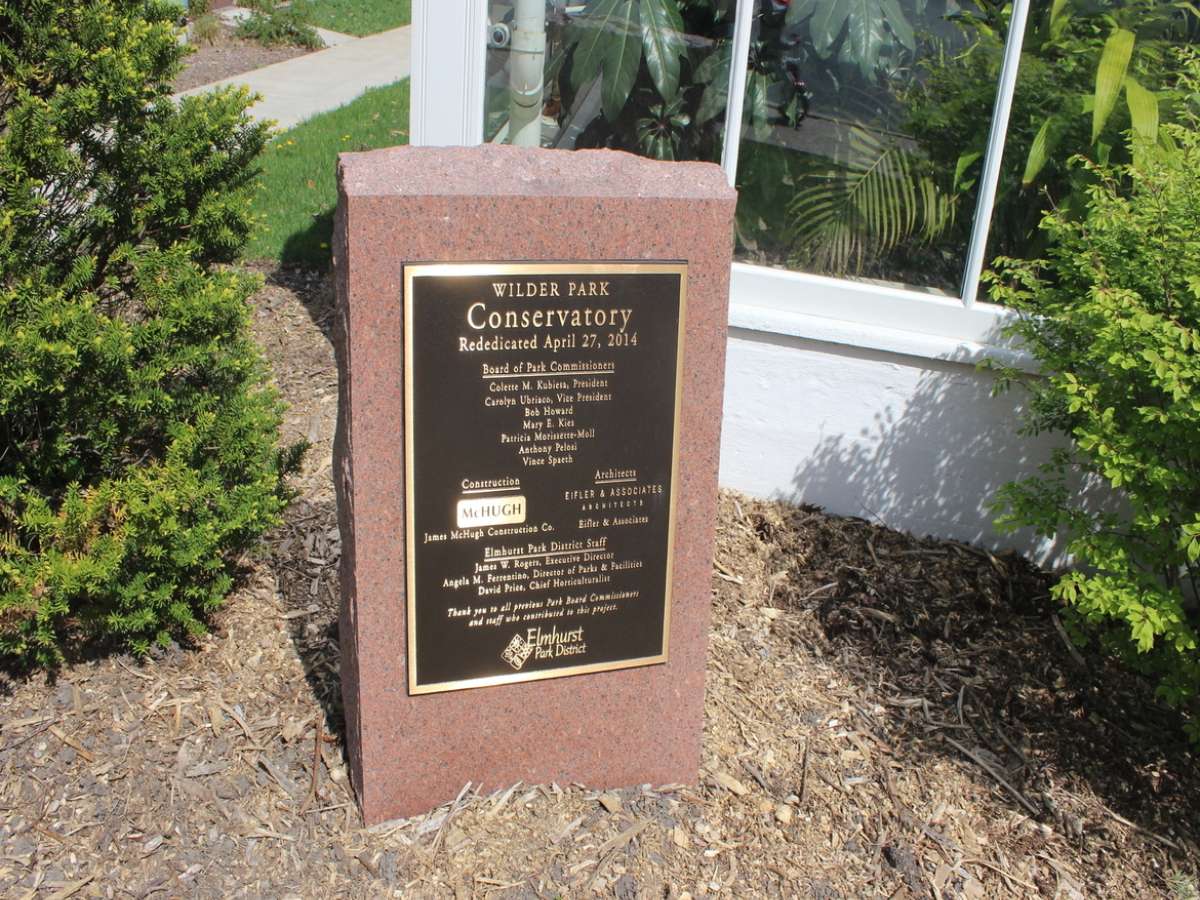 WILDER PARK
Conservatory
Rededicated April 27, 2014
Board of Park Commissioners
Colette M. Kubiesa, President
Carolyn Ubriaco, Vice President
Bob Howard
Mary E. Kies
Patricia Morissette-Moll
Anthony Pelosi
Vince Spaeth
Construction
McHUGH
James McHugh Construction Co.
Architects
EIFLER & ASSOCIATES
ARCHITECTS
Eifler & Associates
Elmhurst Park District Staff
James W. Rogers, Executive Director
Angela M. Ferrentino, Director of Parks & Facilities
David Price, Chief Horticulturalist
Thank you to all previous Park Board Commissioners
and staff who contributed to this project.
Elmhurst
Park District